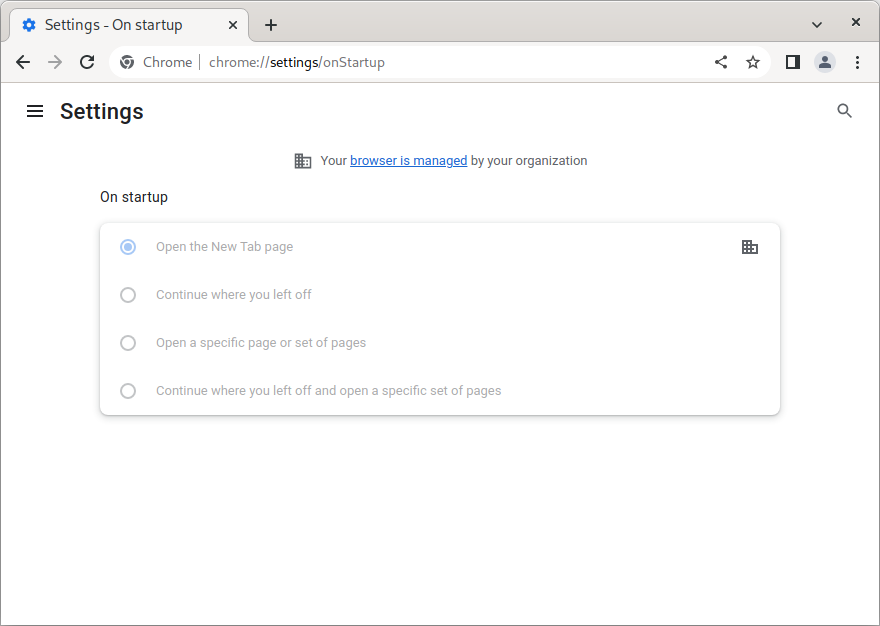 Settings - On startup
Chrome chrome://settings/onStartup
Settings
Your browser is managed by your organization
On startup
Open the New Tab page
Continue where you left off
Open a specific page or set of pages
Continue where you left off and open a specific set of pages